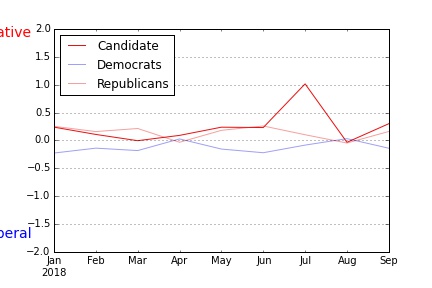 ative
peral
2.0
1.5
1.0
0.5
0.0
−0.5
−1.0
−1.5
−2.0
Candidate
Democrats
Republicans
Jan Feb Mar Apr May Jun Jul Aug Sep
2018